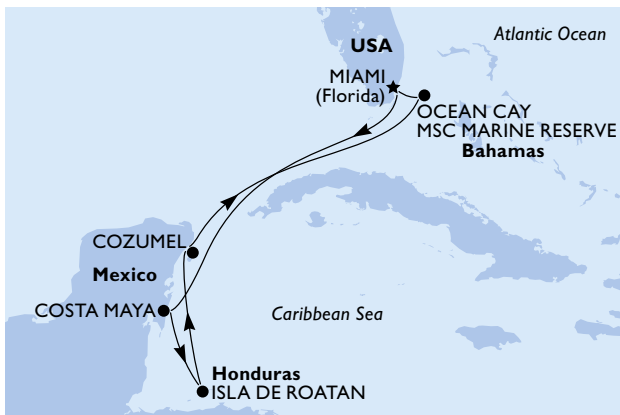 Atlantic Ocean
USA
MIAMI
(Florida)
OCEAN CAY
MSC MARINE RESERVE
Bahamas
COZUMEL
Mexico
COSTA MAYA
Caribbean Sea
Honduras
ISLA DE ROATAN